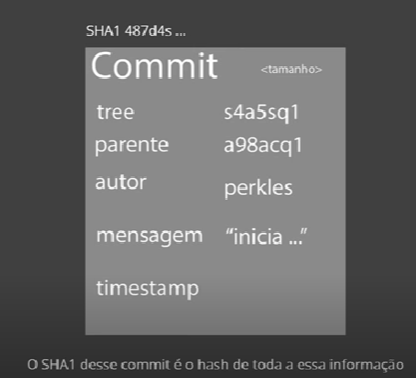 SHA1 487d4s ...
Commit <tamanho>
tree s4a5sq1
parente a98acq1
autor perkles
mensagem “inicia ...”
timestamp
O SHA1 desse commit é o hash de toda a essa informação